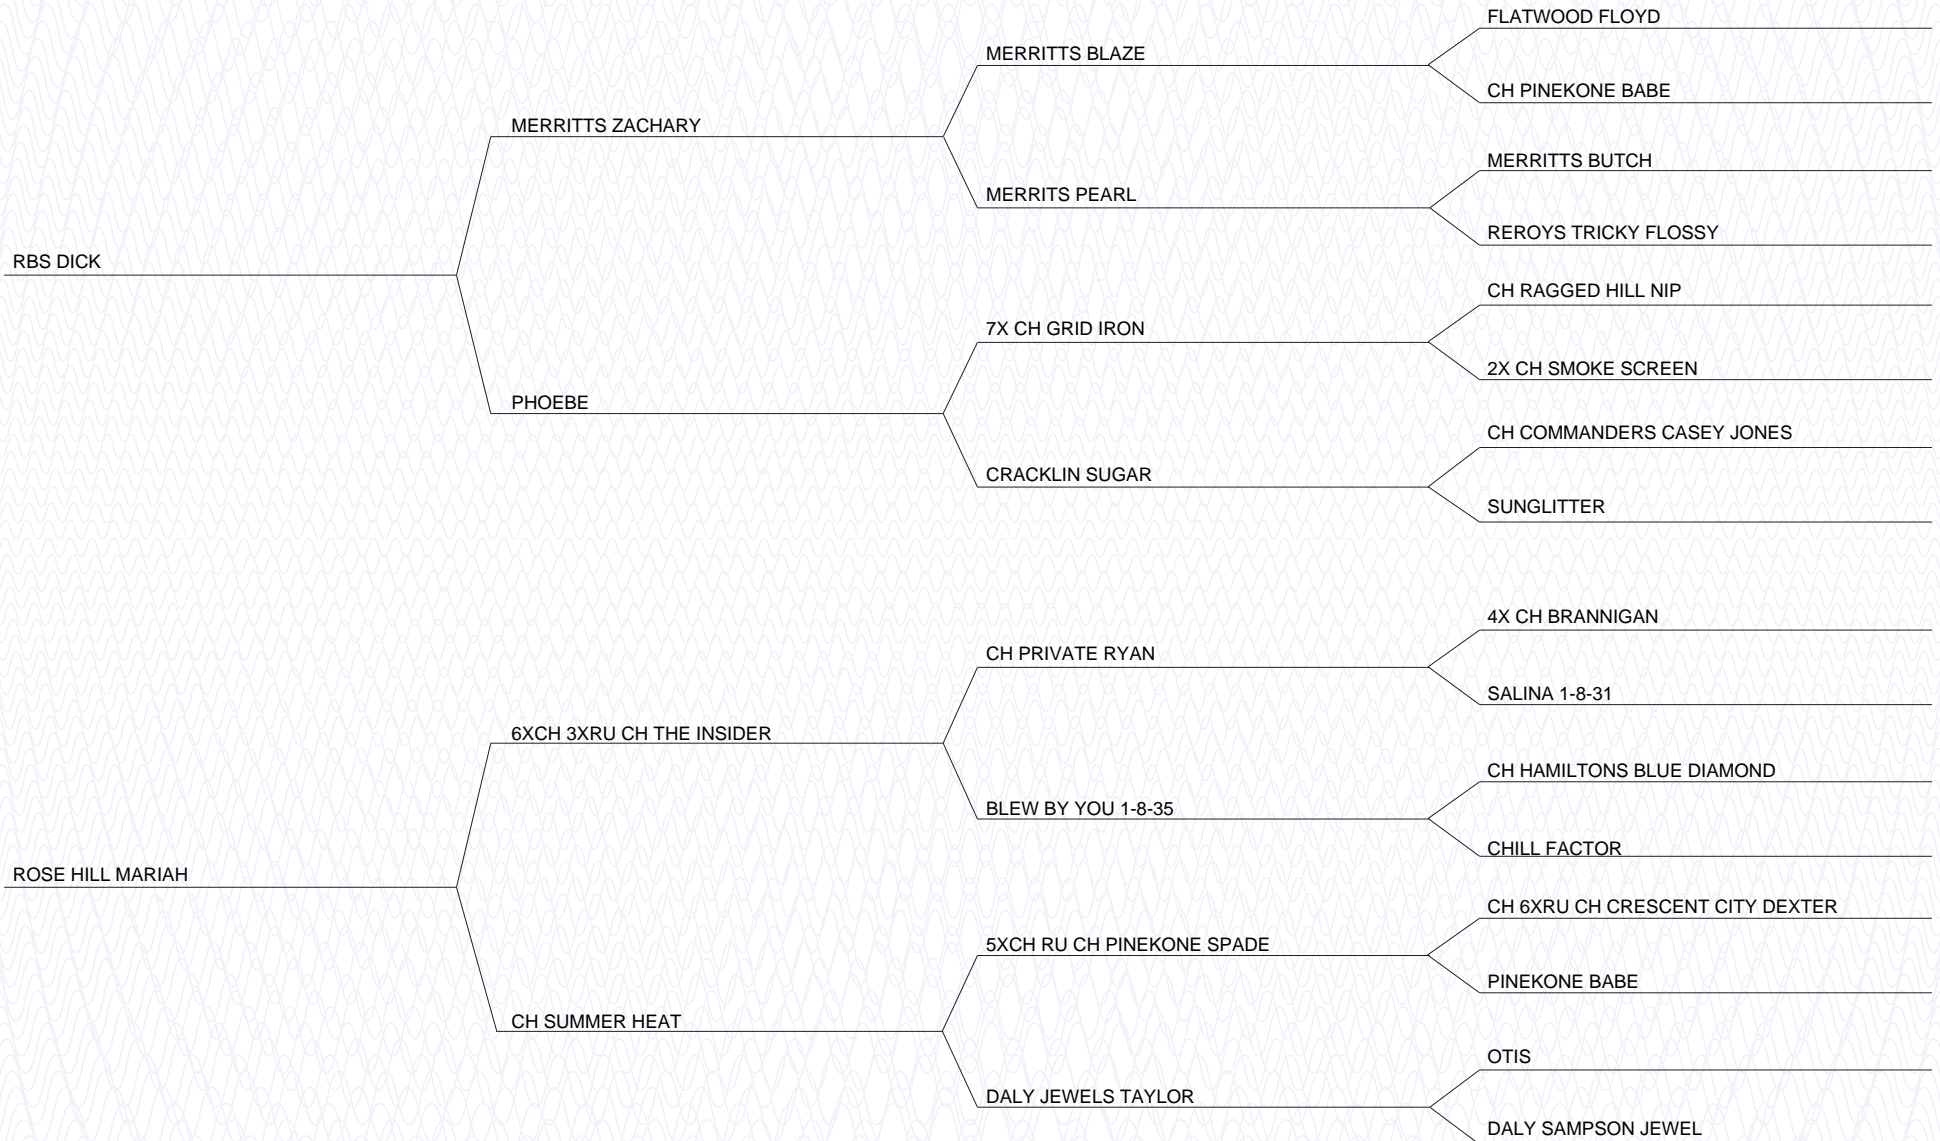 FLATWOOD FLOYD
MERRITTS BLAZE
CH PINEKONE BABE
MERRITTS ZACHARY
MERRITTS BUTCH
MERRITS PEARL
REROYS TRICKY FLOSSY
RBS DICK
CH RAGGED HILL NIP
7X CH GRID IRON
2X CH SMOKE SCREEN
PHOEBE
CH COMMANDERS CASEY JONES
CRACKLIN SUGAR
SUNGLITTER
4X CH BRANNIGAN
CH PRIVATE RYAN
SALINA 1-8-31
6XCH 3XRU CH THE INSIDER
CH HAMILTONS BLUE DIAMOND
BLEW BY YOU 1-8-35
CHILL FACTOR
ROSE HILL MARIAH
CH 6XRU CH CRESCENT CITY DEXTER
5XCH RU CH PINEKONE SPADE
PINEKONE BABE
CH SUMMER HEAT
OTIS
DALY JEWELS TAYLOR
DALY SAMPSON JEWEL